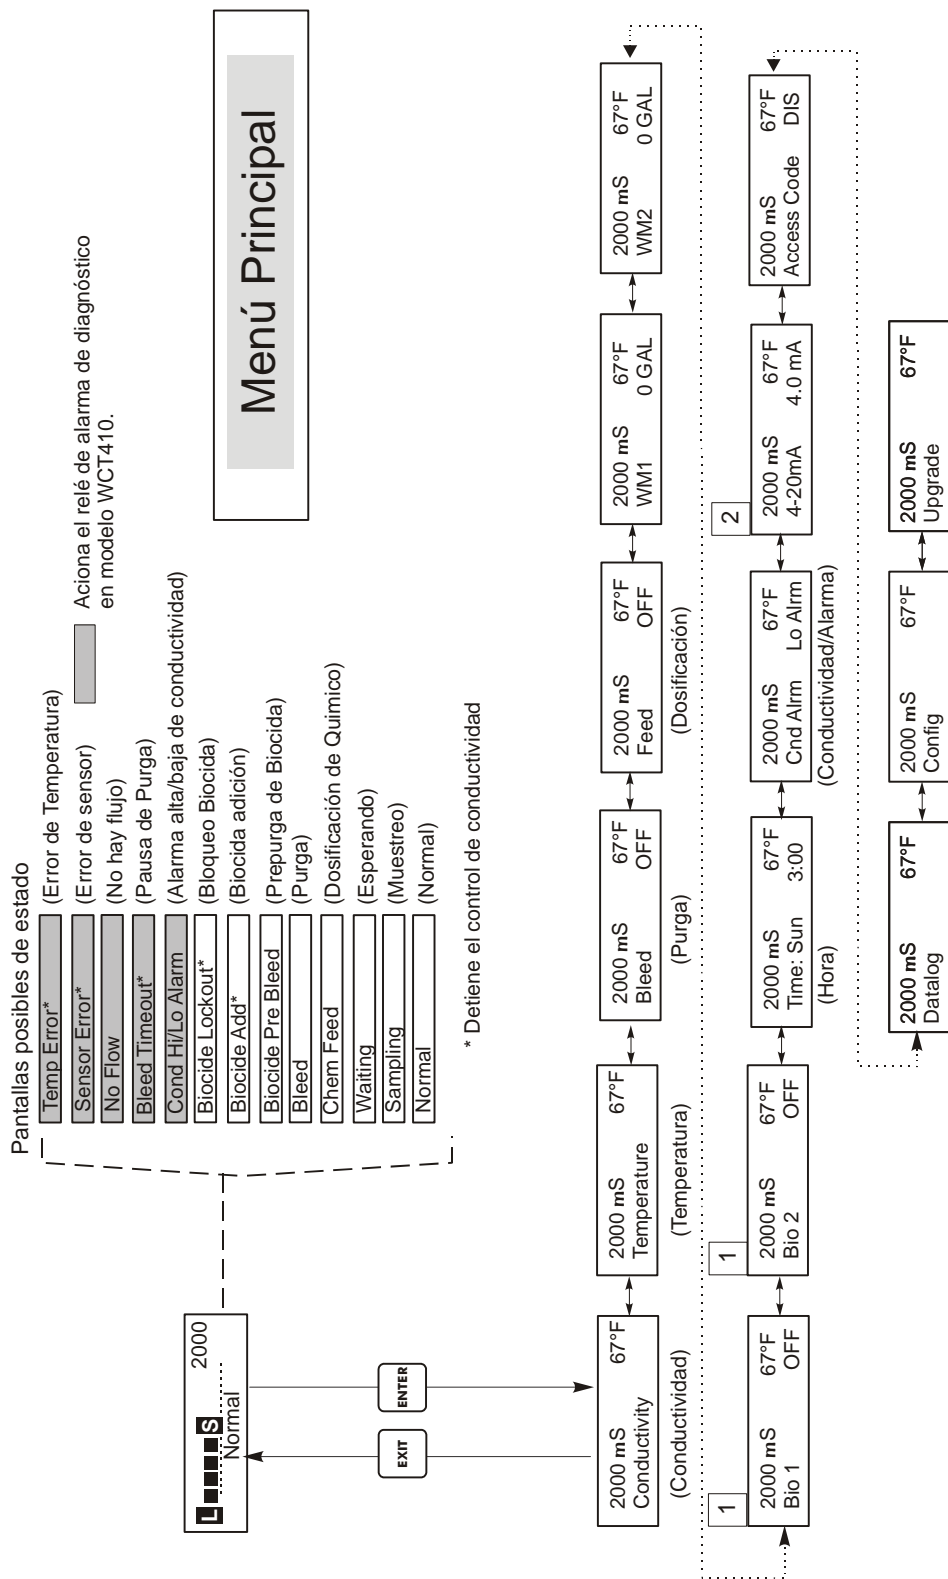 Pantallas posibles de estado
Temp Error* (Error de Temperatura)
Sensor Error* (Error de sensor)
No Flow (No hay flujo)
Bleed Timeout* (Pausa de Purga)
Cond Hi/Lo Alarm (Alarma alta/baja de conductividad)
Biocide Lockout* (Bloqueo Biocida)
Biocide Add* (Biocida adición)
Biocide Pre Bleed (Prepurga de Biocida)
Bleed (Purga)
Chem Feed (Dosificación de Quimico)
Waiting (Esperando)
Sampling (Muestreo)
Normal (Normal)
Aciona el relé de alarma de diagnóstico
en modelo WCT410.
* Detiene el control de conductividad
Menú Principal
L S 2000
Normal
EXIT
ENTER
2000 mS 67°F
Conductivity
(Conductividad)
2000 mS 67°F
Temperature
(Temperatura)
2000 mS 67°F
Bleed OFF
(Purga)
2000 mS 67°F
Feed OFF
(Dosificación)
2000 mS 67°F
WM1 0 GAL
2000 mS 67°F
WM2 0 GAL
1
2000 mS 67°F
Bio 1 OFF
1
2000 mS 67°F
Bio 2 OFF
2000 mS 67°F
Time: Sun 3:00
(Hora)
2000 mS 67°F
Cnd Alrm Lo Alrm
(Conductividad/Alarma)
2
2000 mS 67°F
4-20mA 4.0 mA
2000 mS 67°F
Access Code DIS
2000 mS 67°F
Datalog
2000 mS 67°F
Config
2000 mS 67°F
Upgrade